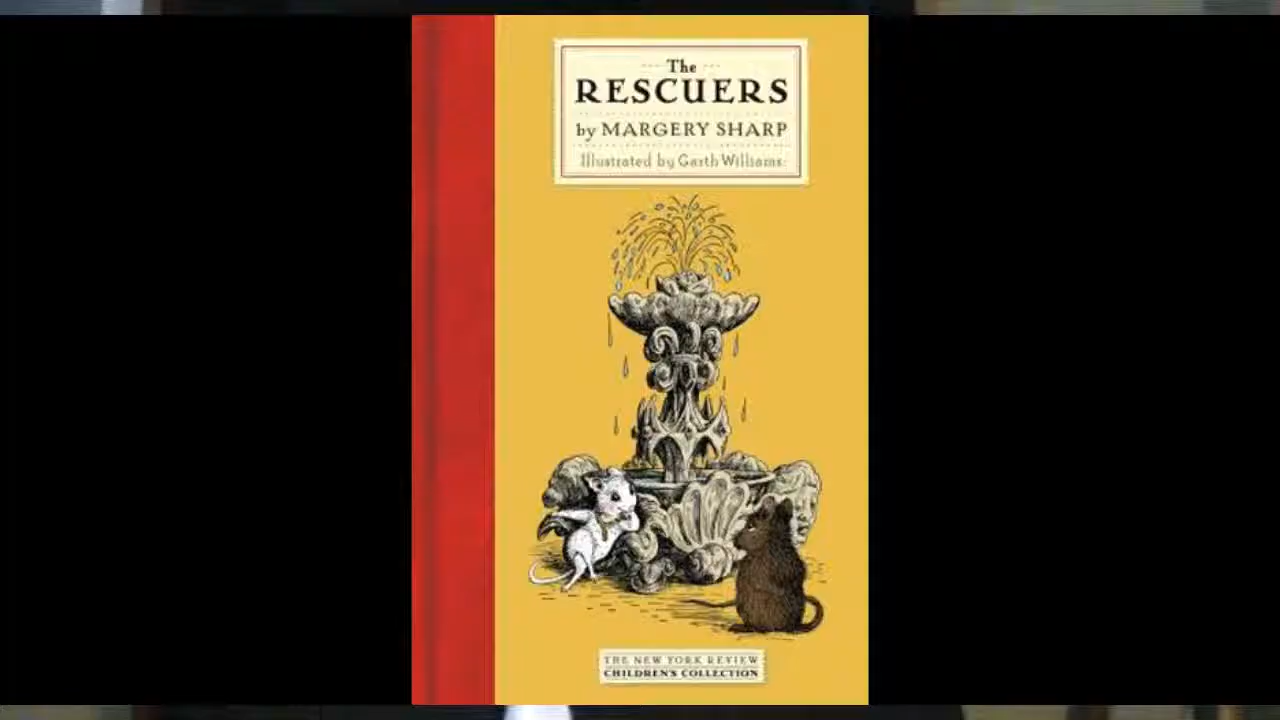 The
RESCUERS
by MARGERY SHARP
Illustrated by Garth Williams
THE NEW YORK REVIEW
CHILDREN'S COLLECTION